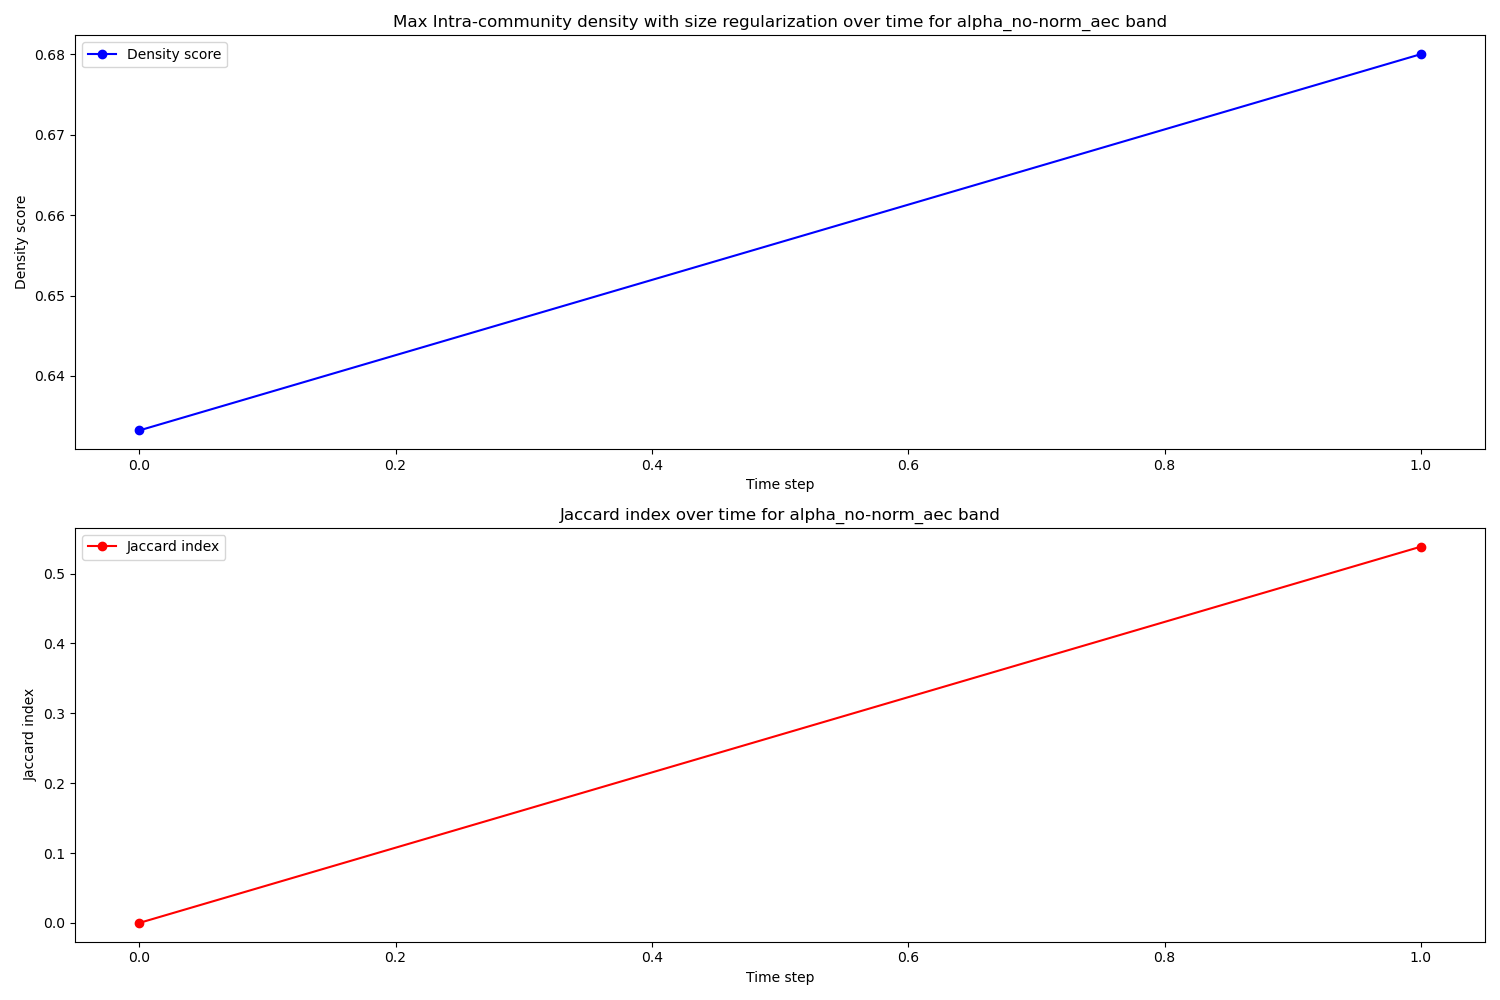 Max Intra-community density with size regularization over time for alpha_no-norm_aec band
Density score
0.68
0.67
0.66
0.65
0.64
Density score
0.0 0.2 0.4 0.6 0.8 1.0
Time step
Jaccard index over time for alpha_no-norm_aec band
Jaccard index
0.5
0.4
0.3
0.2
0.1
0.0
Jaccard index
0.0 0.2 0.4 0.6 0.8 1.0
Time step